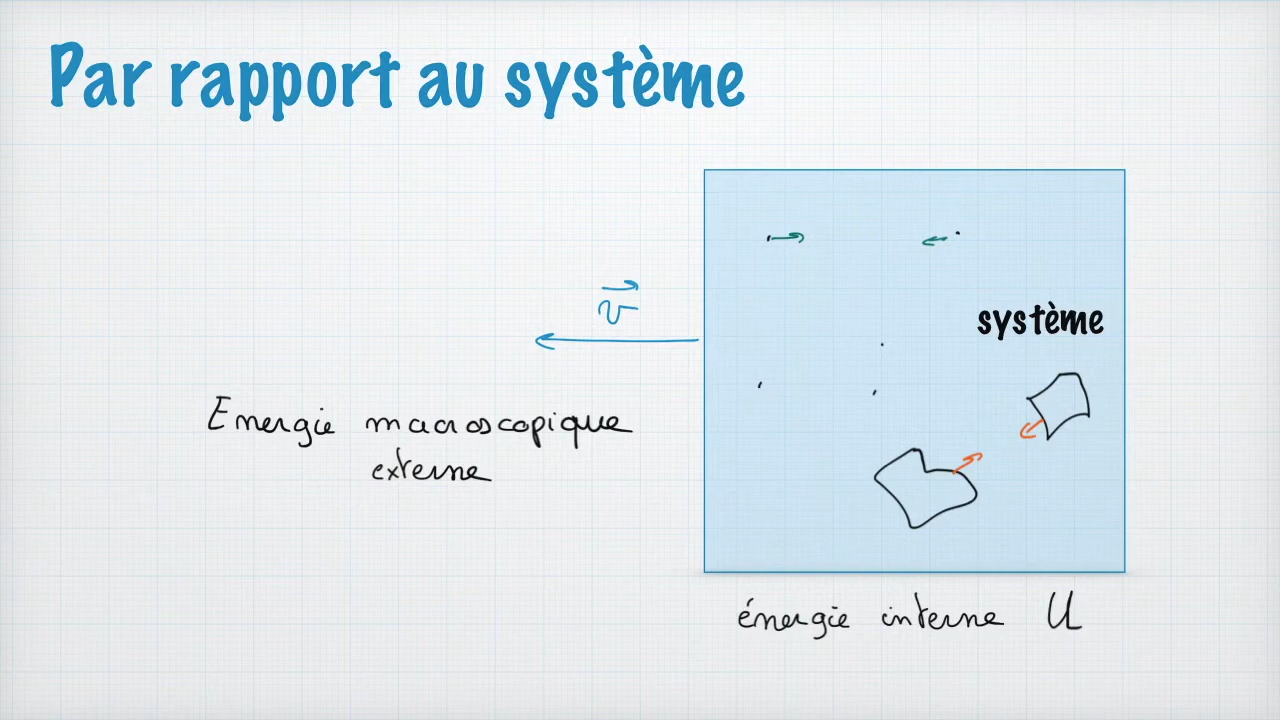 Par rapport au système
v
système
Energie macroscopique
externe
énergie interne U